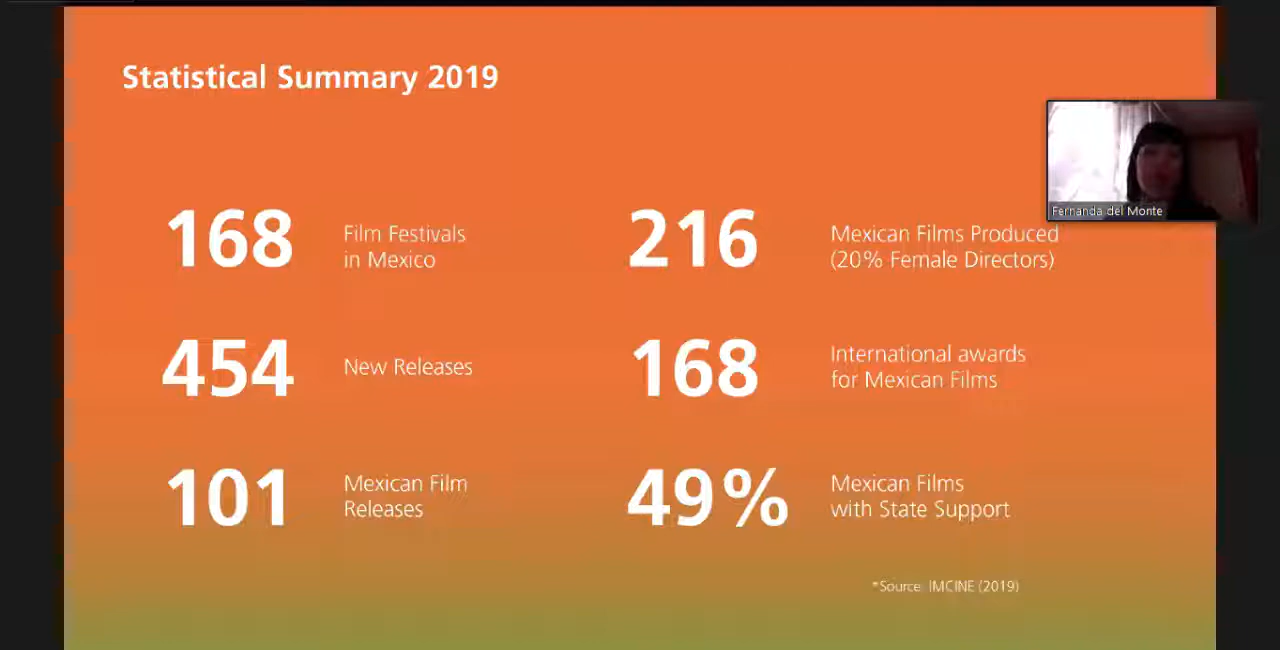 Statistical Summary 2019
168
Film Festivals
in Mexico
216
Mexican Films Produced
(20% Female Directors)
454
New Releases
168
International awards
for Mexican Films
101
Mexican Film
Releases
49%
Mexican Films
with State Support
*Source: IMCINE (2019)
Fernanda del Monte